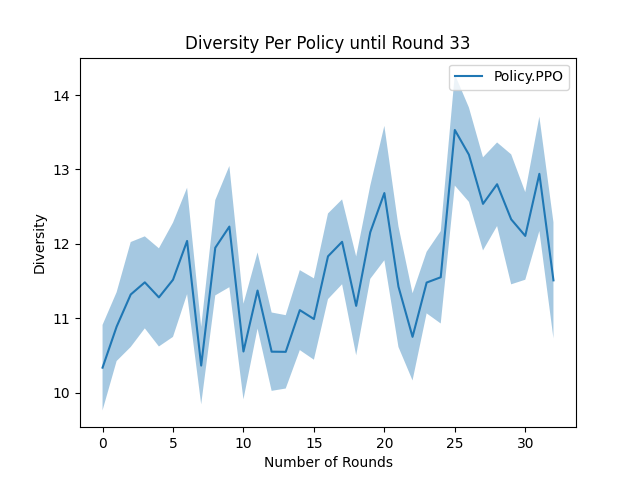 Diversity Per Policy until Round 33
Policy.PPO
14
13
12
11
10
Diversity
0 5 10 15 20 25 30
Number of Rounds